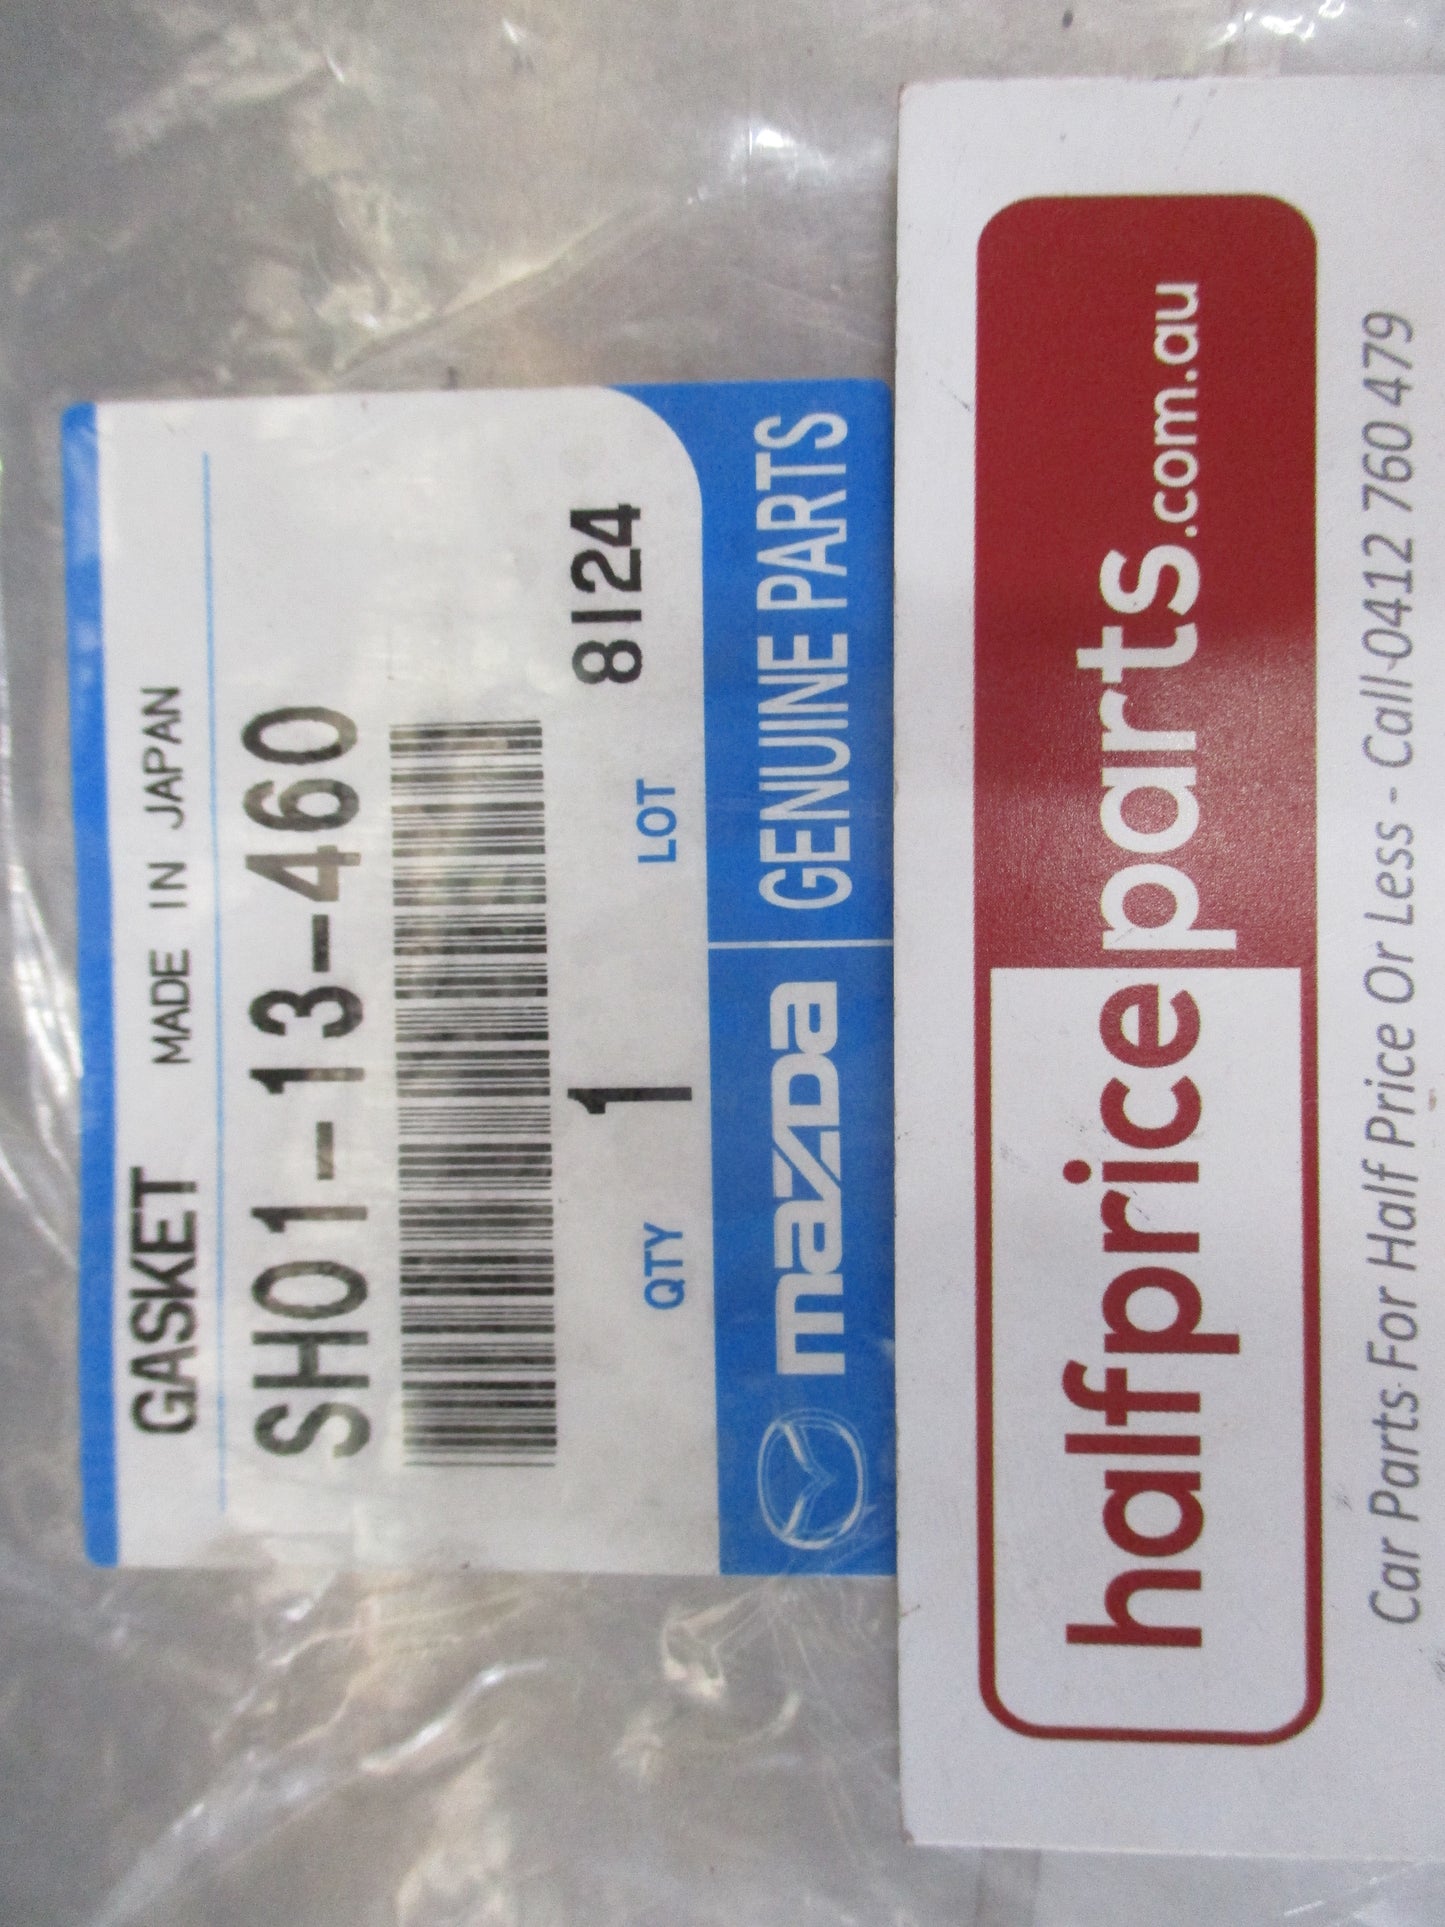 GASKET MADE IN JAPAN
SH01-13-460
QTY 1 LOT 8I24
mazda GENUINE PARTS
halfpriceparts.com.au
Car Parts For Half Price Or Less - Call 0412 760 479